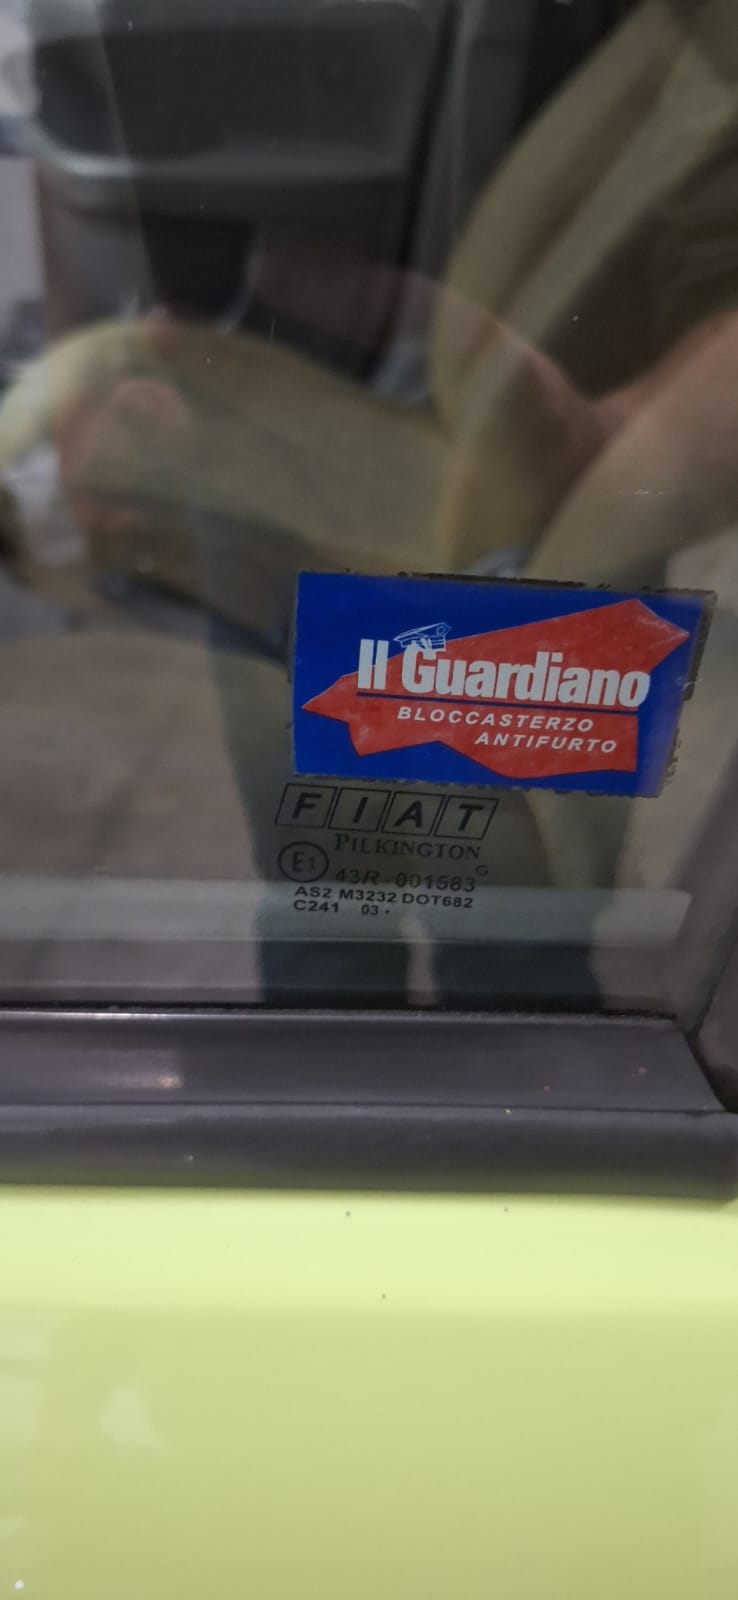 Il Guardiano
BLOCCASTERZO
ANTIFURTO
FIAT
PILKINGTON
E1 43R-001583 G
AS2 M3232 DOT682
C241 03 •